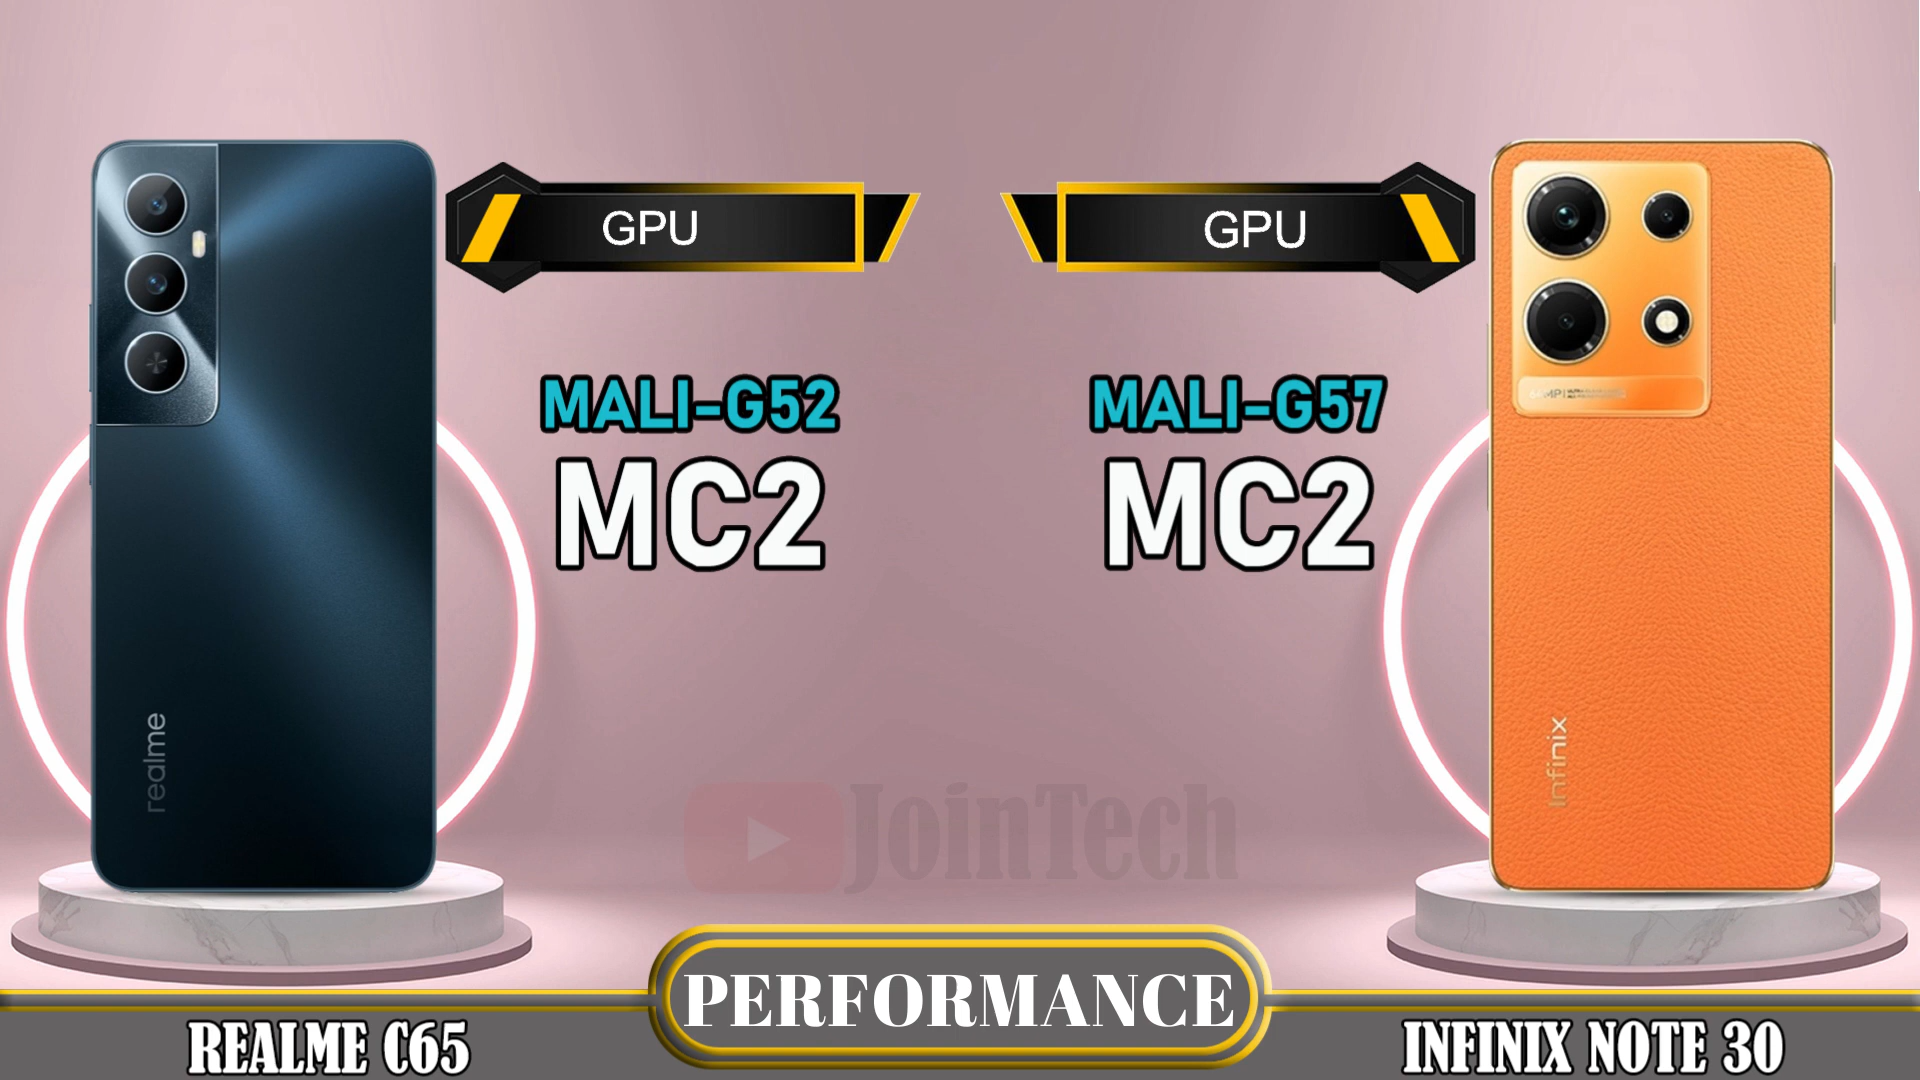 GPU
GPU
MALI-G52
MC2
MALI-G57
MC2
realme
Infinix
JoinTech
PERFORMANCE
REALME C65
INFINIX NOTE 30